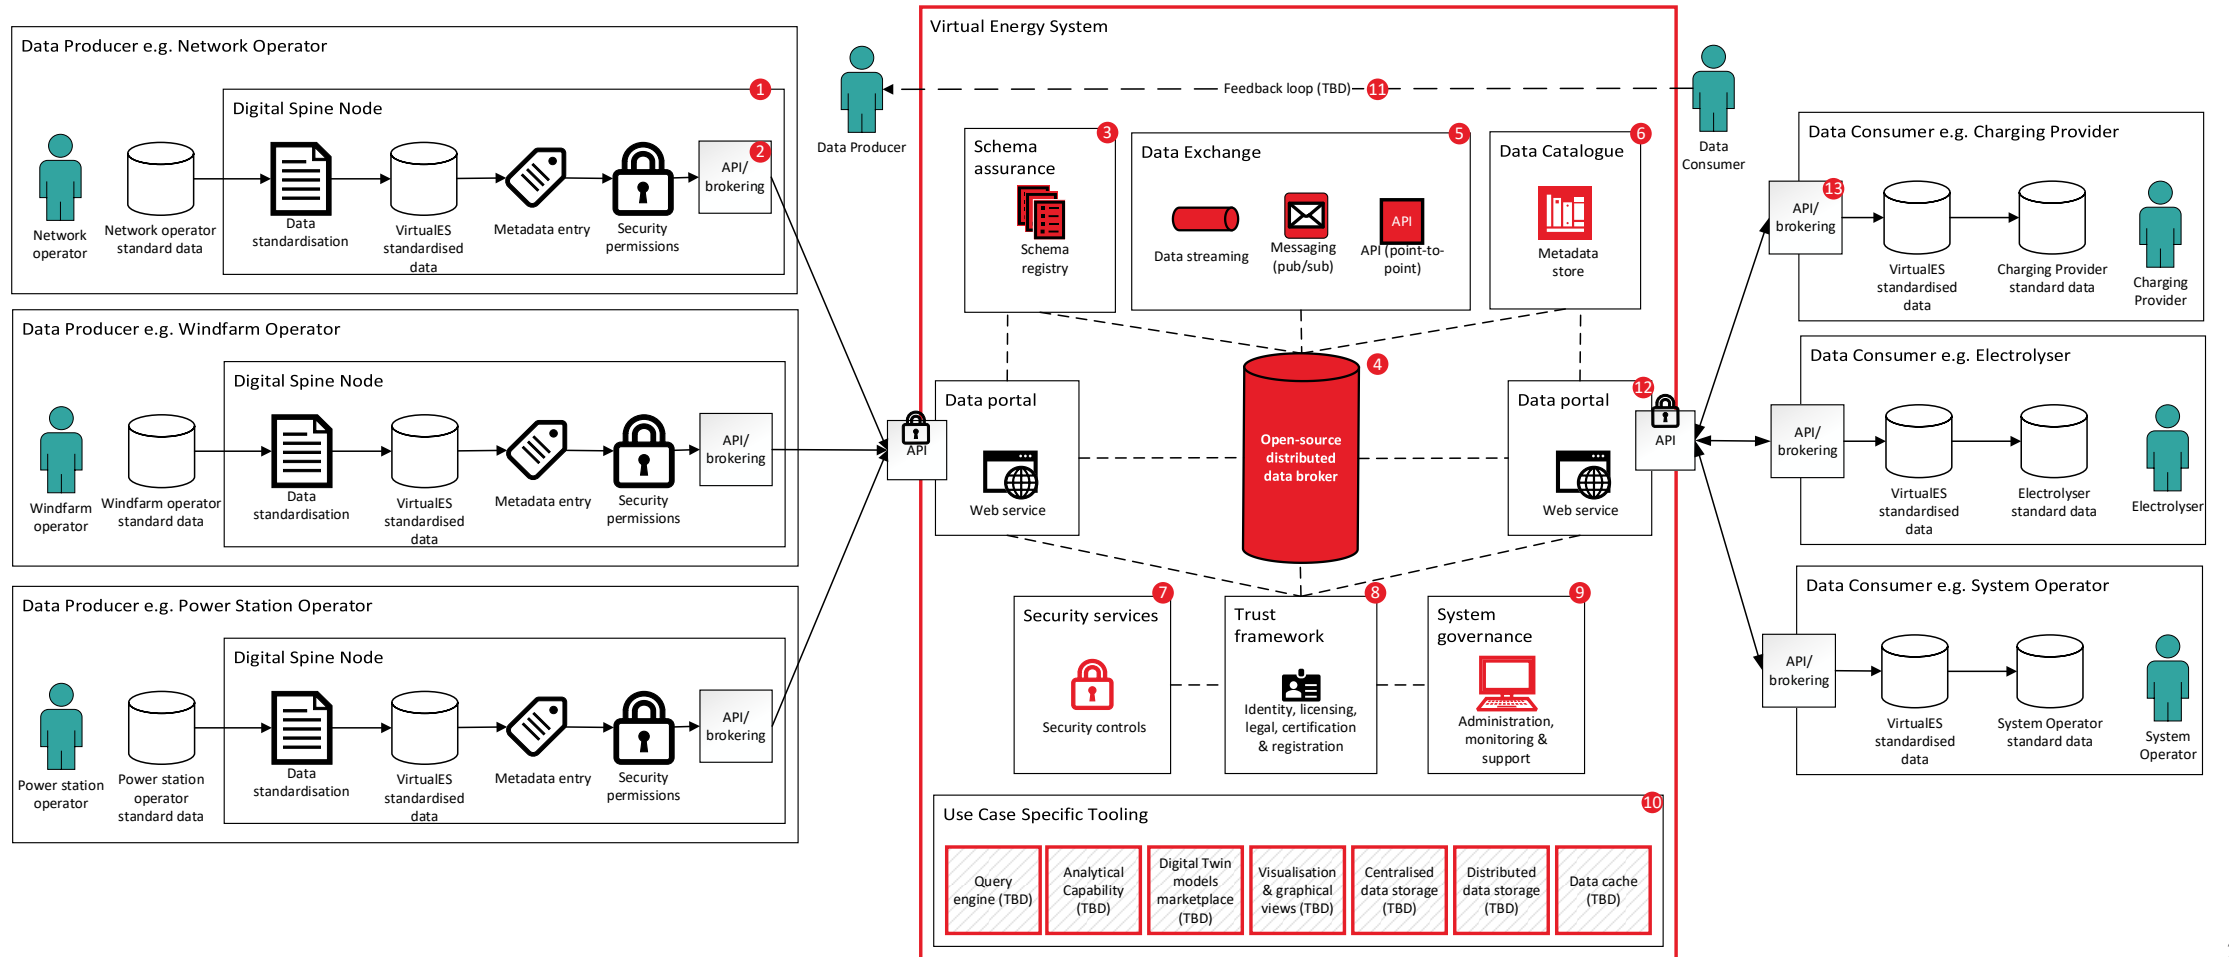 Data Producer e.g. Network Operator
1
Digital Spine Node
2
API/
brokering
Network
operator
Network operator
standard data
Data
standardisation
VirtualES
standardised
data
Metadata entry
Security
permissions
Data Producer e.g. Windfarm Operator
Digital Spine Node
API/
brokering
Windfarm
operator
Windfarm operator
standard data
Data
standardisation
VirtualES
standardised
data
Metadata entry
Security
permissions
Data Producer e.g. Power Station Operator
Digital Spine Node
API/
brokering
Power station
operator
Power station
operator
standard data
Data
standardisation
VirtualES
standardised
data
Metadata entry
Security
permissions
Data Producer
Virtual Energy System
Feedback loop (TBD)
11
Data
Consumer
3
Schema
assurance
Schema
registry
5
Data Exchange
Data streaming
Messaging
(pub/sub)
API
API (point-to-
point)
6
Data Catalogue
Metadata
store
4
Open-source
distributed
data broker
API
Data portal
Web service
12
Data portal
Web service
API
7
Security services
Security controls
8
Trust
framework
Identity, licensing,
legal, certification
& registration
9
System
governance
Administration,
monitoring &
support
10
Use Case Specific Tooling
Query
engine (TBD)
Analytical
Capability
(TBD)
Digital Twin
models
marketplace
(TBD)
Visualisation
& graphical
views (TBD)
Centralised
data storage
(TBD)
Distributed
data storage
(TBD)
Data cache
(TBD)
Data Consumer e.g. Charging Provider
13
API/
brokering
VirtualES
standardised
data
Charging Provider
standard data
Charging
Provider
Data Consumer e.g. Electrolyser
API/
brokering
VirtualES
standardised
data
Electrolyser
standard data
Electrolyser
Data Consumer e.g. System Operator
API/
brokering
VirtualES
standardised
data
System Operator
standard data
System
Operator